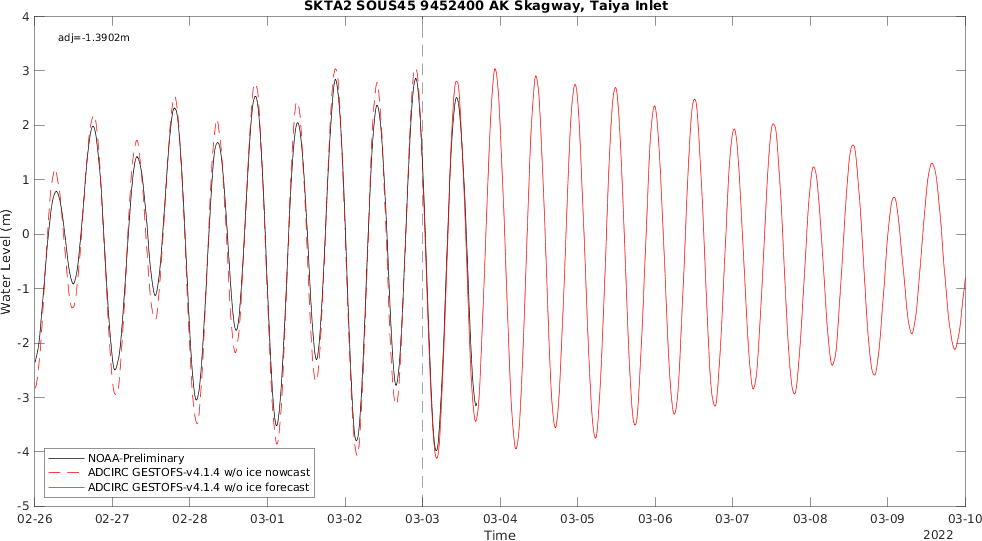 SKTA2 SOUS45 9452400 AK Skagway, Taiya Inlet
adj=-1.3902m
4
3
2
1
0
-1
-2
-3
-4
-5
Water Level (m)
NOAA-Preliminary
ADCIRC GESTOFS-v4.1.4 w/o ice nowcast
ADCIRC GESTOFS-v4.1.4 w/o ice forecast
02-26 02-27 02-28 03-01 03-02 03-03 03-04 03-05 03-06 03-07 03-08 03-09 03-10
Time
2022